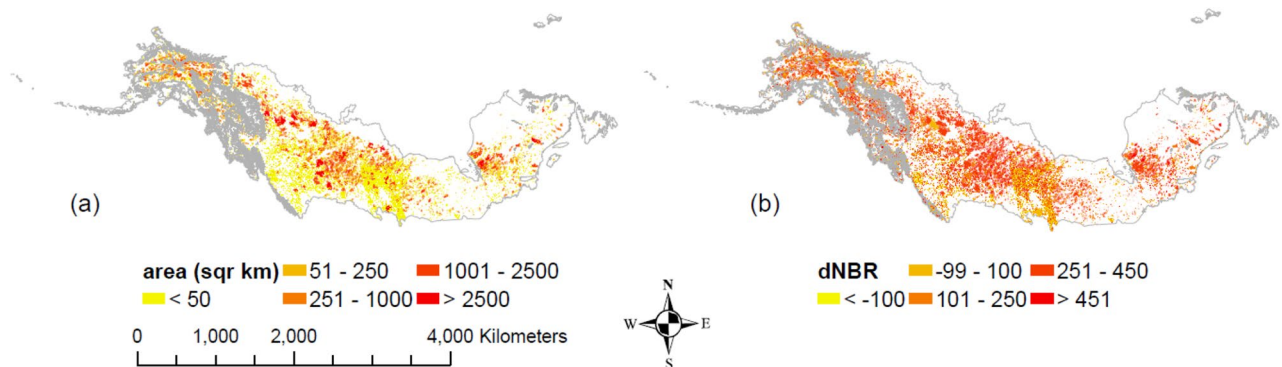 (a)
(b)
area (sqr km) 51 - 250 1001 - 2500
< 50 251 - 1000 > 2500
0 1,000 2,000 4,000 Kilometers
N
W E
S
dNBR -99 - 100 251 - 450
< -100 101 - 250 > 451